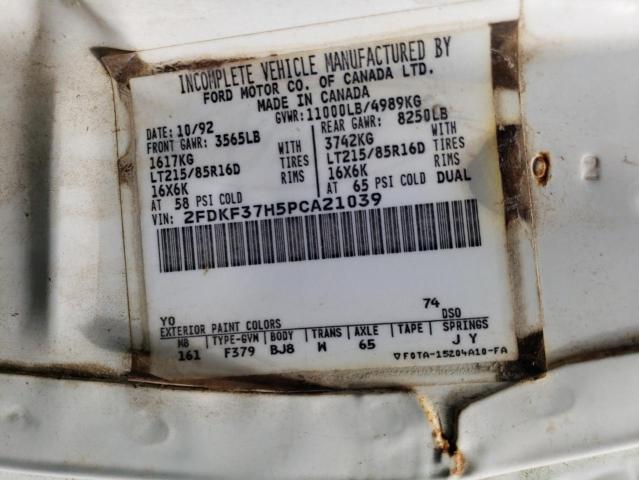 INCOMPLETE VEHICLE MANUFACTURED BY
FORD MOTOR CO. OF CANADA LTD.
MADE IN CANADA
DATE: 10/92 GVWR: 11000LB/4989KG
FRONT GAWR: 3565LB REAR GAWR: 8250LB
1617KG WITH 3742KG WITH
LT215/85R16D TIRES LT215/85R16D TIRES
16X6K RIMS 16X6K RIMS
AT 58 PSI COLD AT 65 PSI COLD DUAL
VIN: 2FDKF37H5PCA21039
YO 74
EXTERIOR PAINT COLORS DSO
WB TYPE-GVW BODY TRANS AXLE TAPE SPRINGS
161 F379 BJ8 W 65 J Y
▽ F0TA-15204A10-FA
0 2